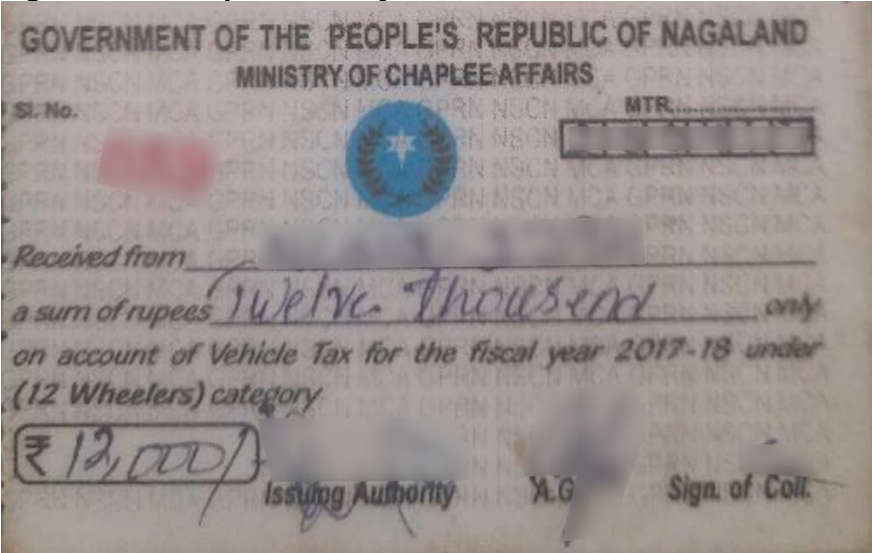 GOVERNMENT OF THE PEOPLE'S REPUBLIC OF NAGALAND
MINISTRY OF CHAPLEE AFFAIRS
Sl. No.
MTR
Received from
a sum of rupees Twelve Thousend only
on account of Vehicle Tax for the fiscal year 2017-18 under
(12 Wheelers) category
₹ 12,000/-
Issuing Authority A.G Sign. of Coll.